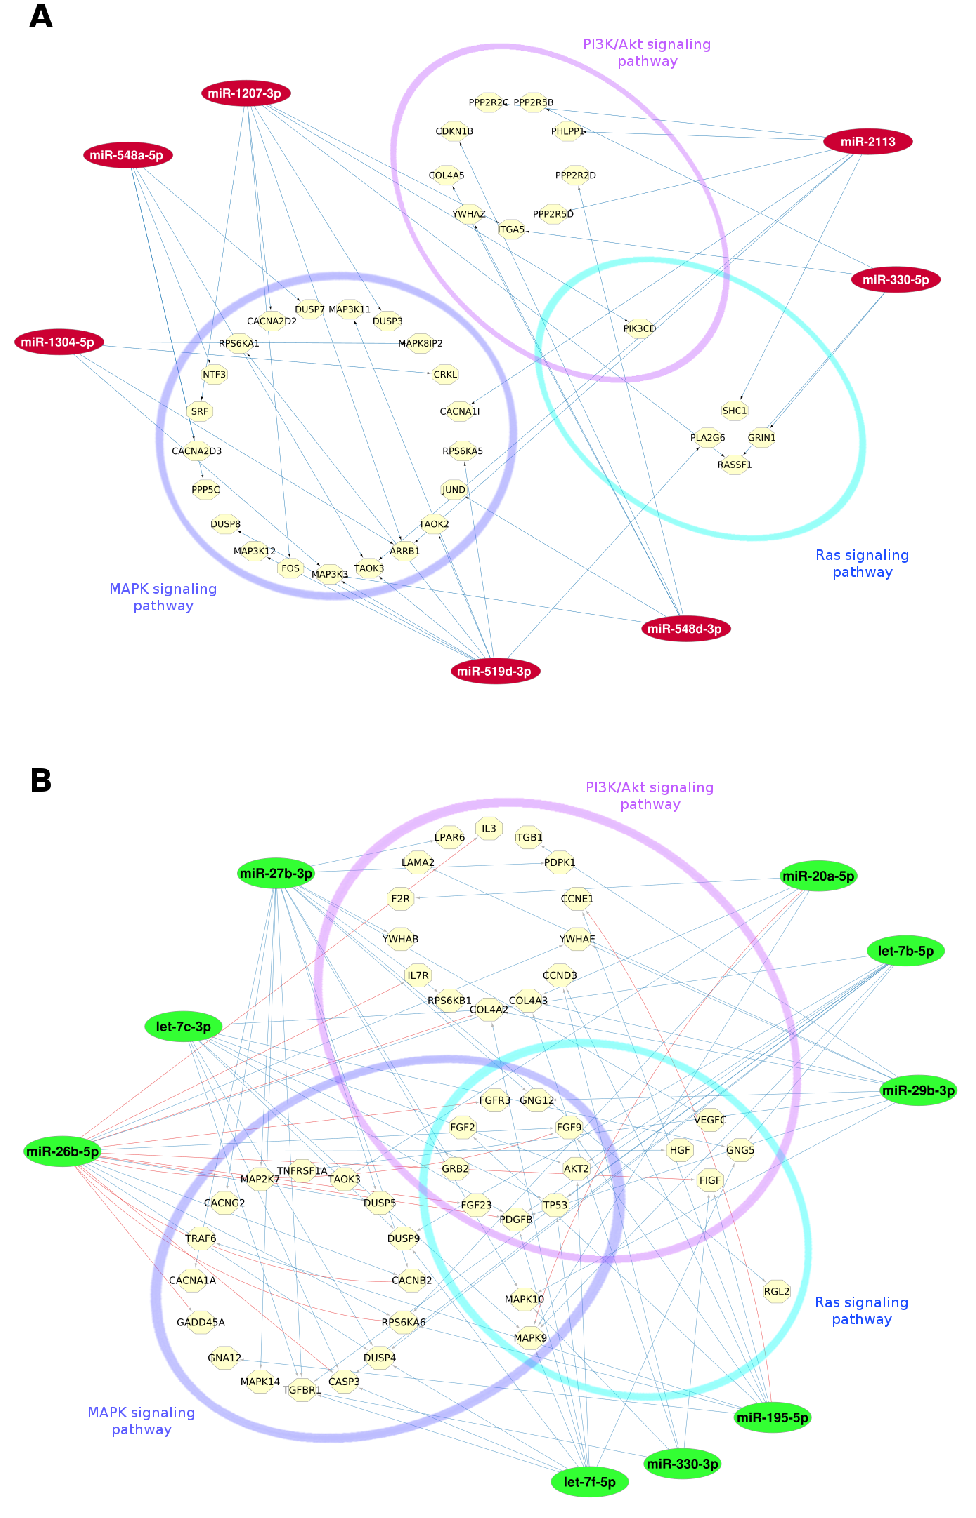 A
PI3K/Akt signaling
pathway
miR-1207-3p
PPP2R2C
PPP2R5B
CDKN1B
PHLPP1
miR-2113
miR-548a-5p
COL4A5
PPP2R2D
YWHAZ
PPP2R5D
ITGA5
miR-330-5p
DUSP7
MAP3K11
CACNA2D2
DUSP3
PIK3CD
miR-1304-5p
RPS6KA1
MAPK8IP2
NTF3
CRKL
SRF
CACNA1I
SHC1
PLA2G6
GRIN1
CACNA2D3
RPS6KA5
RASSF1
PPP5C
JUND
DUSP8
TAOK2
MAP3K12
ARRB1
FOS
MAP3K3
TAOK3
Ras signaling
pathway
MAPK signaling
pathway
miR-548d-3p
miR-519d-3p
B
PI3K/Akt signaling
pathway
LPAR6
IL3
ITGB1
miR-27b-3p
LAMA2
PDPK1
miR-20a-5p
F2R
CCNE1
YWHAB
YWHAE
let-7b-5p
IL7R
CCND3
RPS6KB1
COL4A2
COL4A3
let-7c-3p
miR-29b-3p
FGFR3
GNG12
VEGFC
FGF2
FGF9
miR-26b-5p
HGF
GNG5
TNFRSF1A
GRB2
AKT2
MAP2K7
TAOK3
FIGF
CACNG2
DUSP5
FGF23
TP53
PDGFB
TRAF6
DUSP9
CACNA1A
CACNB2
RGL2
MAPK10
Ras signaling
pathway
GADD45A
RPS6KA6
MAPK9
GNA12
DUSP4
MAPK14
TGFBR1
CASP3
MAPK signaling
pathway
miR-195-5p
miR-330-3p
let-7f-5p